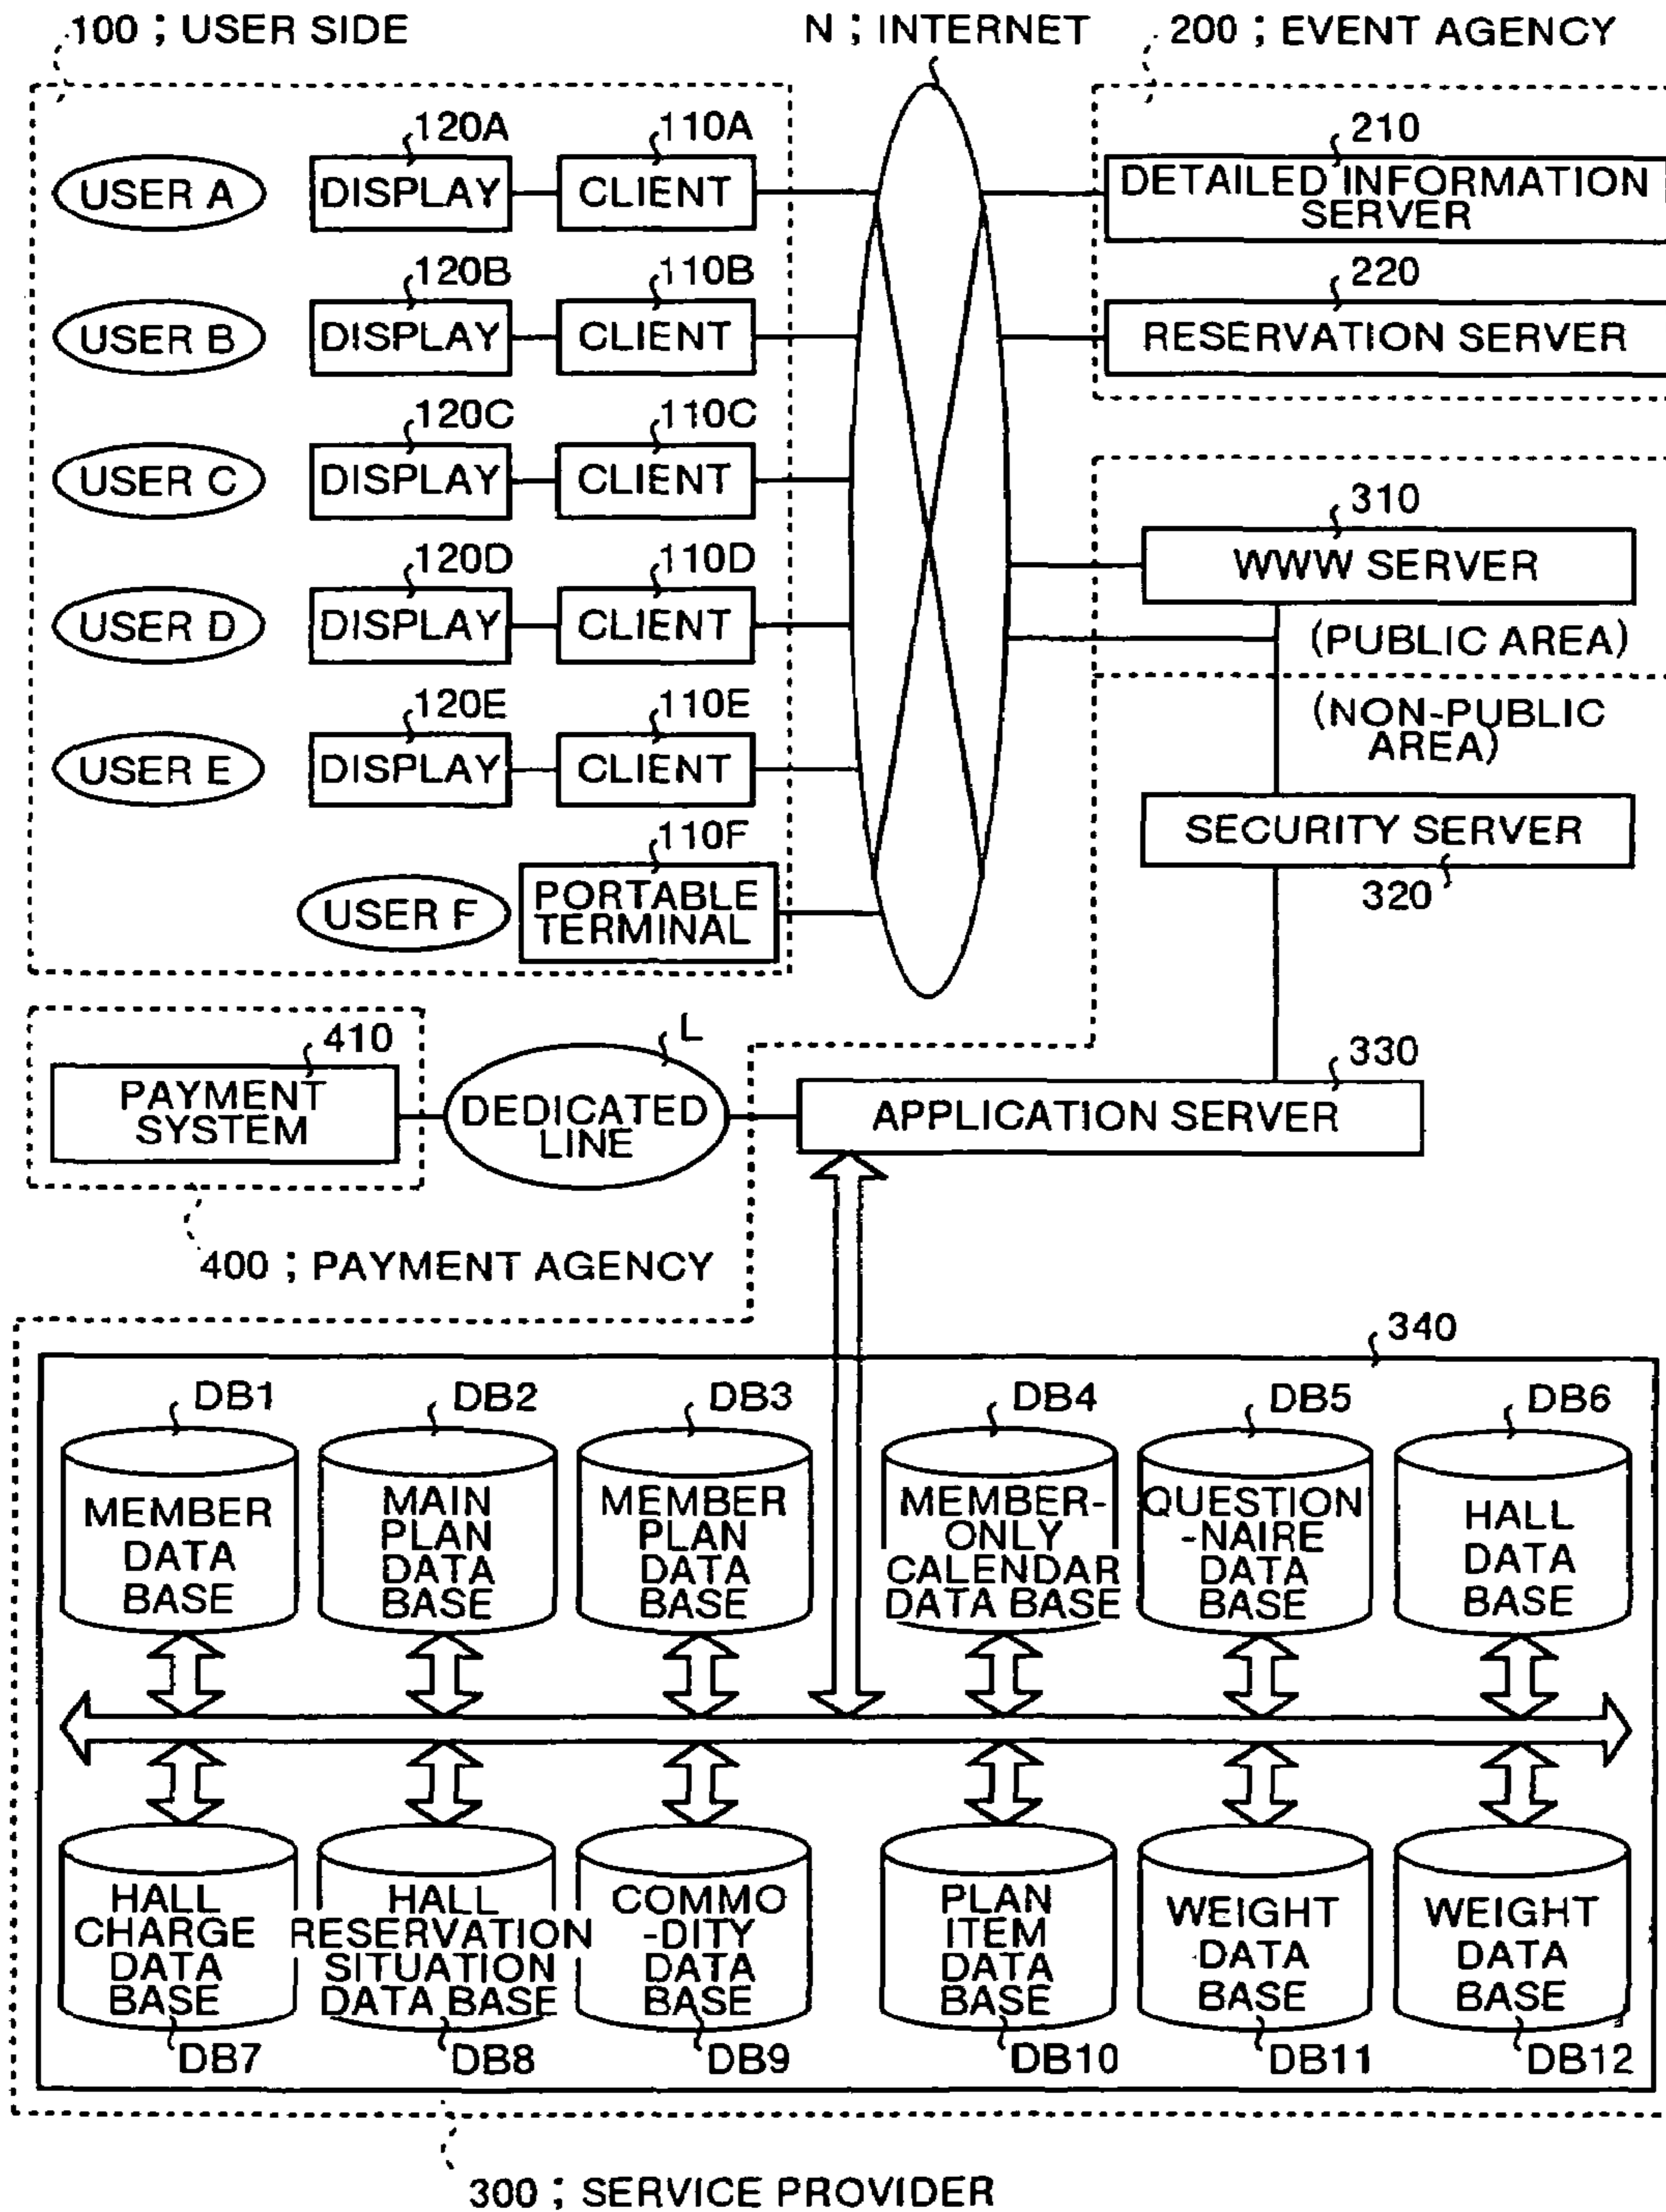 100 ; USER SIDE
N ; INTERNET
200 ; EVENT AGENCY
120A
110A
210
USER A
DISPLAY
CLIENT
DETAILED INFORMATION
SERVER
120B
110B
220
USER B
DISPLAY
CLIENT
RESERVATION SERVER
120C
110C
USER C
DISPLAY
CLIENT
310
WWW SERVER
120D
110D
USER D
DISPLAY
CLIENT
(PUBLIC AREA)
120E
110E
(NON-PUBLIC
AREA)
USER E
DISPLAY
CLIENT
SECURITY SERVER
320
110F
USER F
PORTABLE
TERMINAL
410
L
330
PAYMENT
SYSTEM
DEDICATED
LINE
APPLICATION SERVER
400 ; PAYMENT AGENCY
340
DB1
DB2
DB3
DB4
DB5
DB6
MEMBER
DATA
BASE
MAIN
PLAN
DATA
BASE
MEMBER
PLAN
DATA
BASE
MEMBER-
ONLY
CALENDAR
DATA BASE
QUESTION
-NAIRE
DATA
BASE
HALL
DATA
BASE
HALL
CHARGE
DATA
BASE
HALL
RESERVATION
SITUATION
DATA BASE
COMMO
-DITY
DATA
BASE
PLAN
ITEM
DATA
BASE
WEIGHT
DATA
BASE
WEIGHT
DATA
BASE
DB7
DB8
DB9
DB10
DB11
DB12
300 ; SERVICE PROVIDER